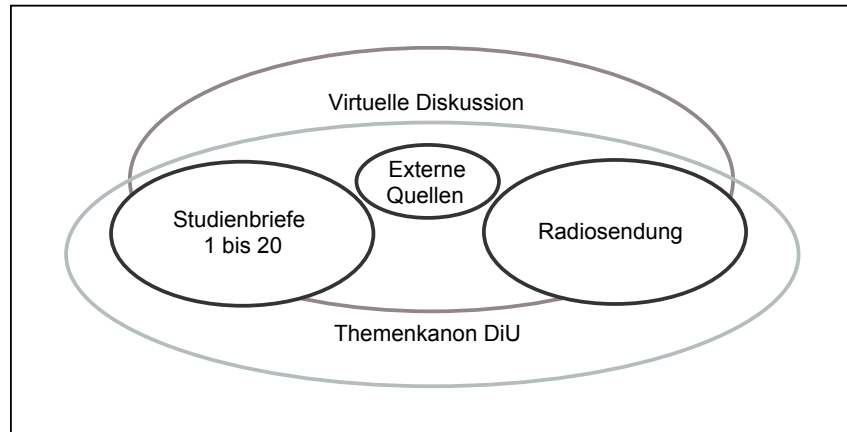 Virtuelle Diskussion
Externe
Quellen
Studienbriefe
1 bis 20
Radiosendung
Themenkanon DiU